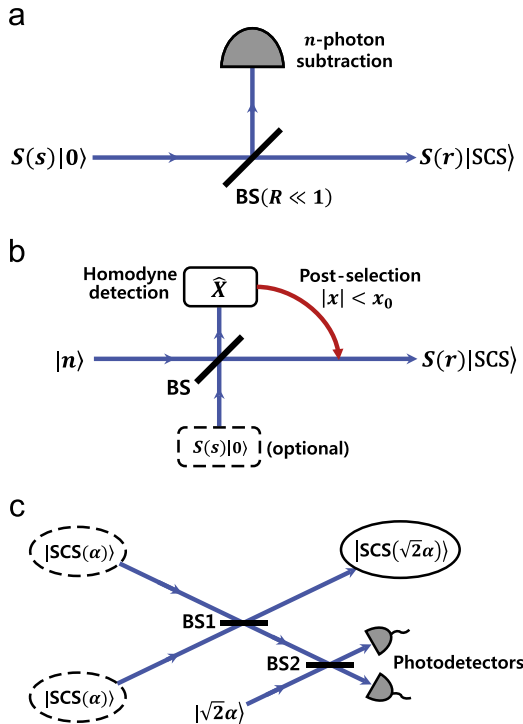 a
n-photon
subtraction
S(s)|0⟩
S(r)|SCS⟩
BS(R ≪ 1)
b
Homodyne
detection
X̂
Post-selection
|x| < x₀
|n⟩
BS
S(r)|SCS⟩
S(s)|0⟩
(optional)
c
|SCS(α)⟩
|SCS(√2α)⟩
BS1
BS2
Photodetectors
|SCS(α)⟩
|√2α⟩